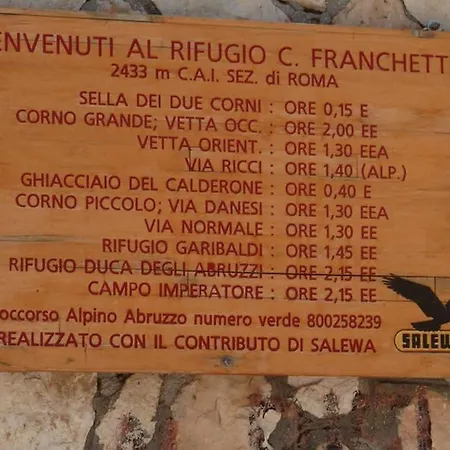 ENVENUTI AL RIFUGIO C. FRANCHETT
2433 m C.A.I. SEZ. di ROMA
SELLA DEI DUE CORNI : ORE 0,15 E
CORNO GRANDE; VETTA OCC. : ORE 2,00 EE
VETTA ORIENT. : ORE 1,30 EEA
VIA RICCI : ORE 1,40 (ALP.)
GHIACCIAIO DEL CALDERONE : ORE 0,40 E
CORNO PICCOLO; VIA DANESI : ORE 1,30 EEA
VIA NORMALE : ORE 1,30 EE
RIFUGIO GARIBALDI : ORE 1,45 EE
RIFUGIO DUCA DEGLI ABRUZZI : ORE 2,15 EE
CAMPO IMPERATORE : ORE 2,15 EE
occorso Alpino Abruzzo numero verde 800258239
REALIZZATO CON IL CONTRIBUTO DI SALEWA
SALEW